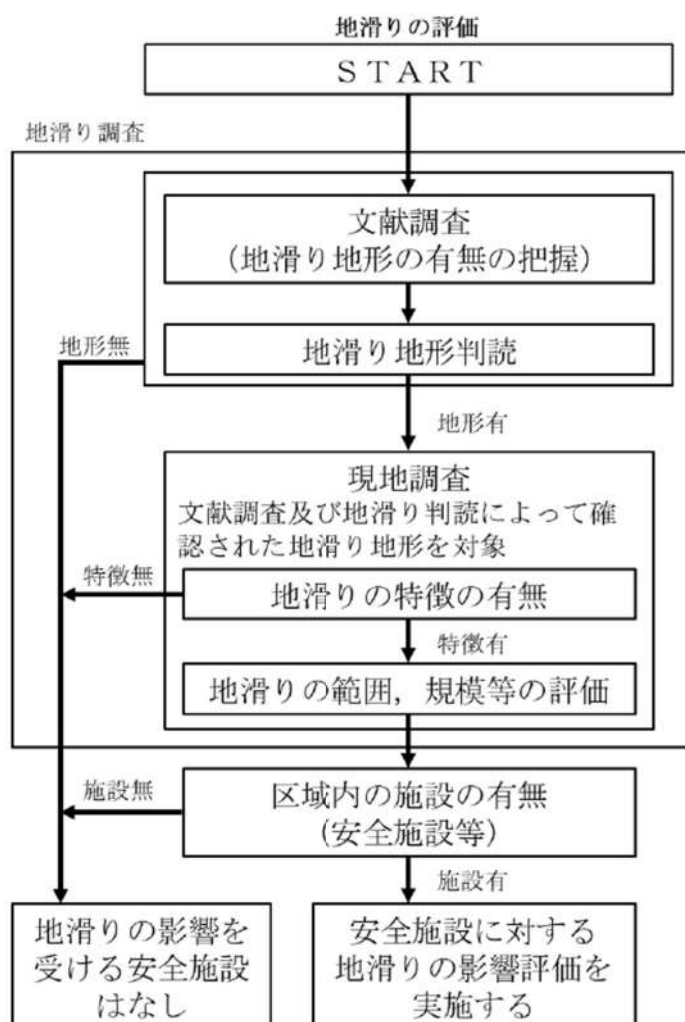 地滑りの評価
ＳＴＡＲＴ
地滑り調査
文献調査
（地滑り地形の有無の把握）
地形無
地滑り地形判読
地形有
現地調査
文献調査及び地滑り判読によって確
認された地滑り地形を対象
特徴無
地滑りの特徴の有無
特徴有
地滑りの範囲，規模等の評価
施設無
区域内の施設の有無
(安全施設等)
施設有
地滑りの影響を
受ける安全施設
はなし
安全施設に対する
地滑りの影響評価を
実施する